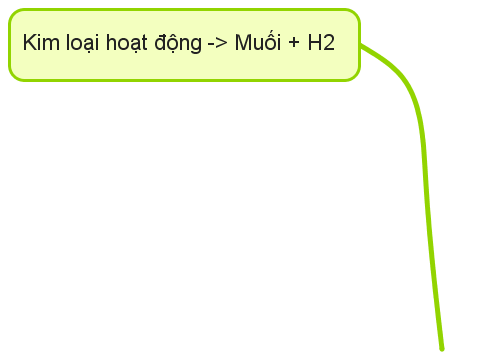 Kim loại hoạt động -> Muối + H2